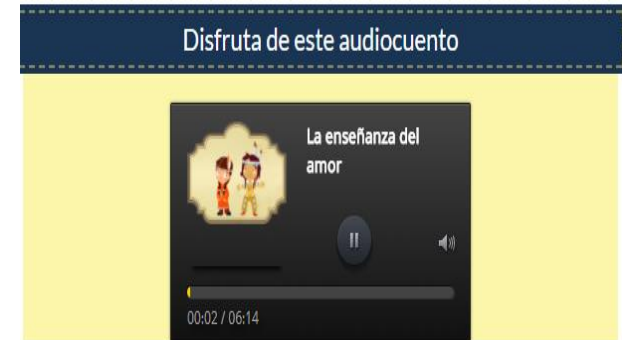 Disfruta de este audiocuento
La enseñanza del
amor
00:02 / 06:14